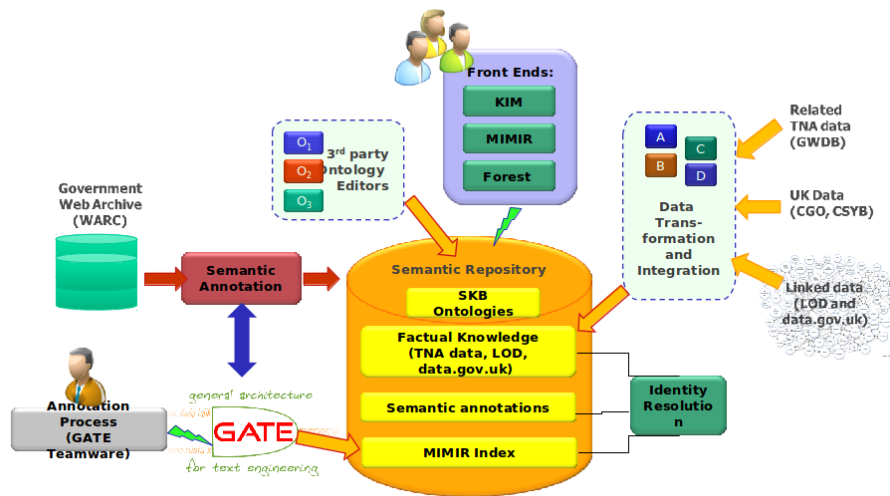 Front Ends:
KIM
MIMIR
Forest
O1
O2
O3
3rd party
Ontology
Editors
A
C
B
D
Data
Trans-
formation
and
Integration
Related
TNA data
(GWDB)
UK Data
(CGO, CSYB)
Linked data
(LOD and
data.gov.uk)
Government
Web Archive
(WARC)
Semantic
Annotation
Semantic Repository
SKB
Ontologies
Factual Knowledge
(TNA data, LOD,
data.gov.uk)
Semantic annotations
MIMIR Index
Identity
Resolutio
n
Annotation
Process
(GATE
Teamware)
general architecture
GATE
for text engineering